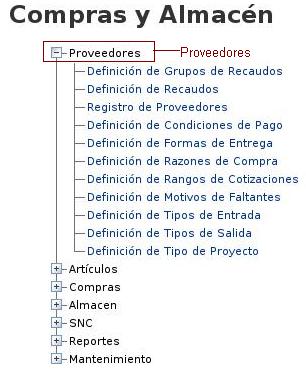 Compras y Almacén
Proveedores Proveedores
Definición de Grupos de Recaudos
Definición de Recaudos
Registro de Proveedores
Definición de Condiciones de Pago
Definición de Formas de Entrega
Definición de Razones de Compra
Definición de Rangos de Cotizaciones
Definición de Motivos de Faltantes
Definición de Tipos de Entrada
Definición de Tipos de Salida
Definición de Tipo de Proyecto
Artículos
Compras
Almacen
SNC
Reportes
Mantenimiento